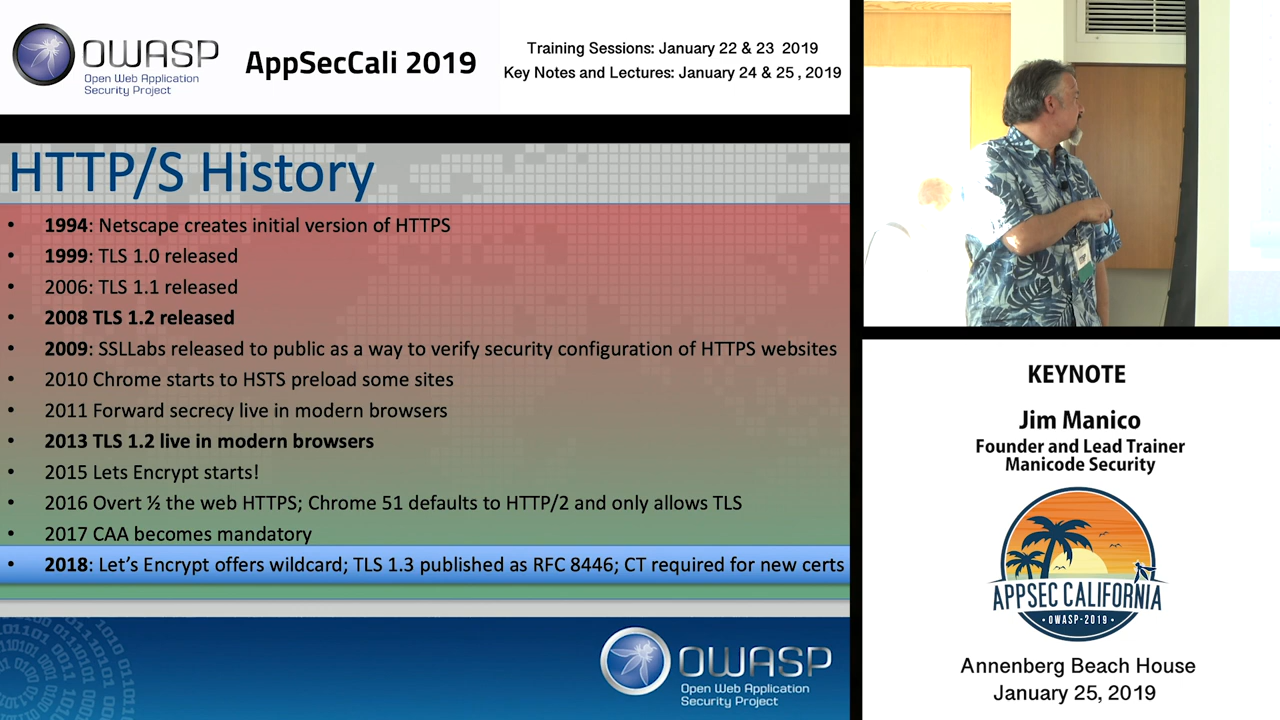 OWASP
Open Web Application
Security Project
AppSecCali 2019
Training Sessions: January 22 & 23 2019
Key Notes and Lectures: January 24 & 25 , 2019
HTTP/S History
• 1994: Netscape creates initial version of HTTPS
• 1999: TLS 1.0 released
• 2006: TLS 1.1 released
• 2008 TLS 1.2 released
• 2009: SSLLabs released to public as a way to verify security configuration of HTTPS websites
• 2010 Chrome starts to HSTS preload some sites
• 2011 Forward secrecy live in modern browsers
• 2013 TLS 1.2 live in modern browsers
• 2015 Lets Encrypt starts!
• 2016 Overt ½ the web HTTPS; Chrome 51 defaults to HTTP/2 and only allows TLS
• 2017 CAA becomes mandatory
• 2018: Let's Encrypt offers wildcard; TLS 1.3 published as RFC 8446; CT required for new certs
OWASP
Open Web Application
Security Project
KEYNOTE
Jim Manico
Founder and Lead Trainer
Manicode Security
APPSEC CALIFORNIA
• OWASP-2019 •
Annenberg Beach House
January 25, 2019